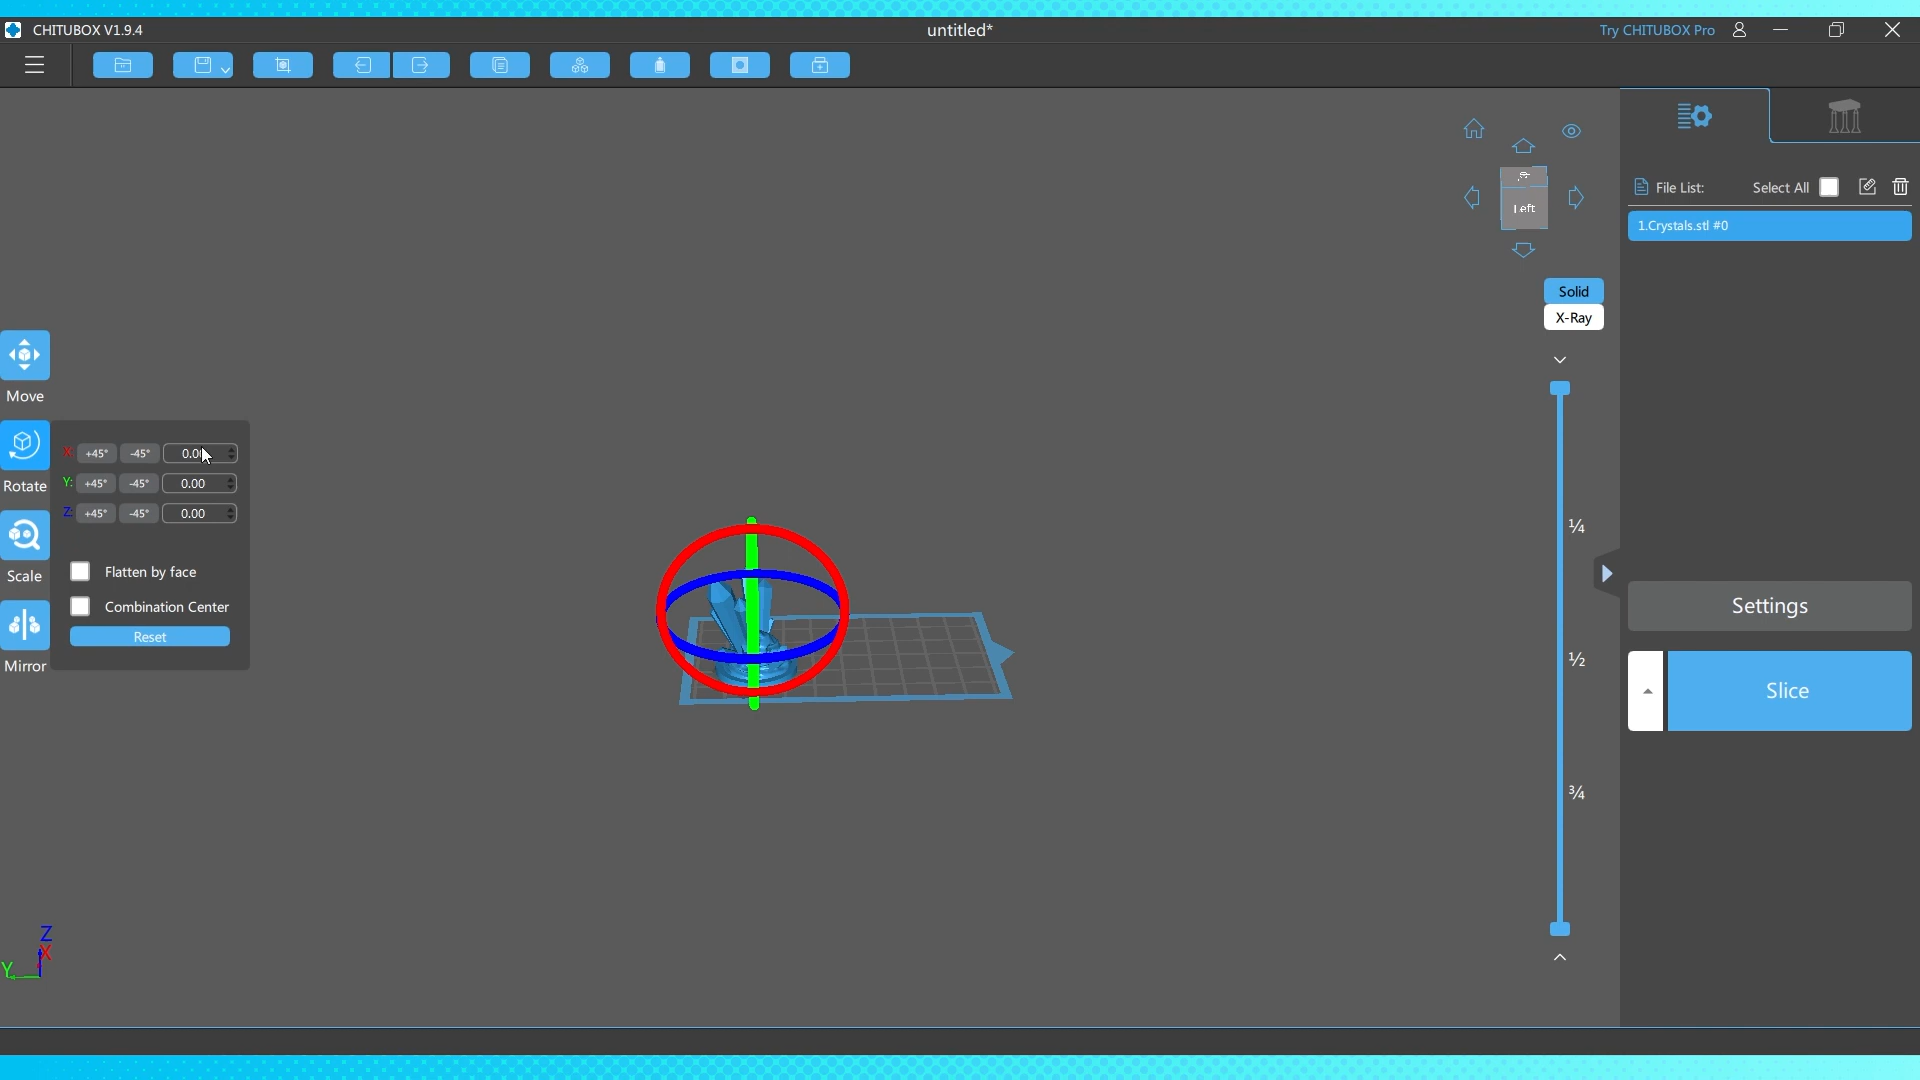 CHITUBOX V1.9.4
untitled*
Try CHITUBOX Pro
File List:
Select All
1.Crystals.stl #0
Left
Solid
X-Ray
Move
Rotate
Scale
Mirror
X: +45° -45°
Y: +45° -45° 0.00
Z: +45° -45° 0.00
Flatten by face
Combination Center
Reset
¼
½
¾
Settings
Slice
Z
X
Y